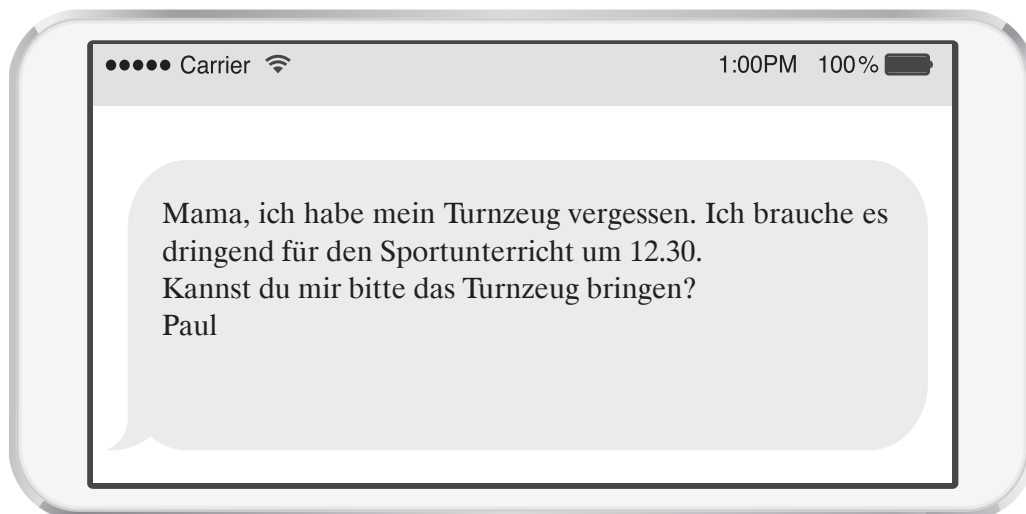 ●●●●● Carrier 1:00PM 100%
Mama, ich habe mein Turnzeug vergessen. Ich brauche es
dringend für den Sportunterricht um 12.30.
Kannst du mir bitte das Turnzeug bringen?
Paul